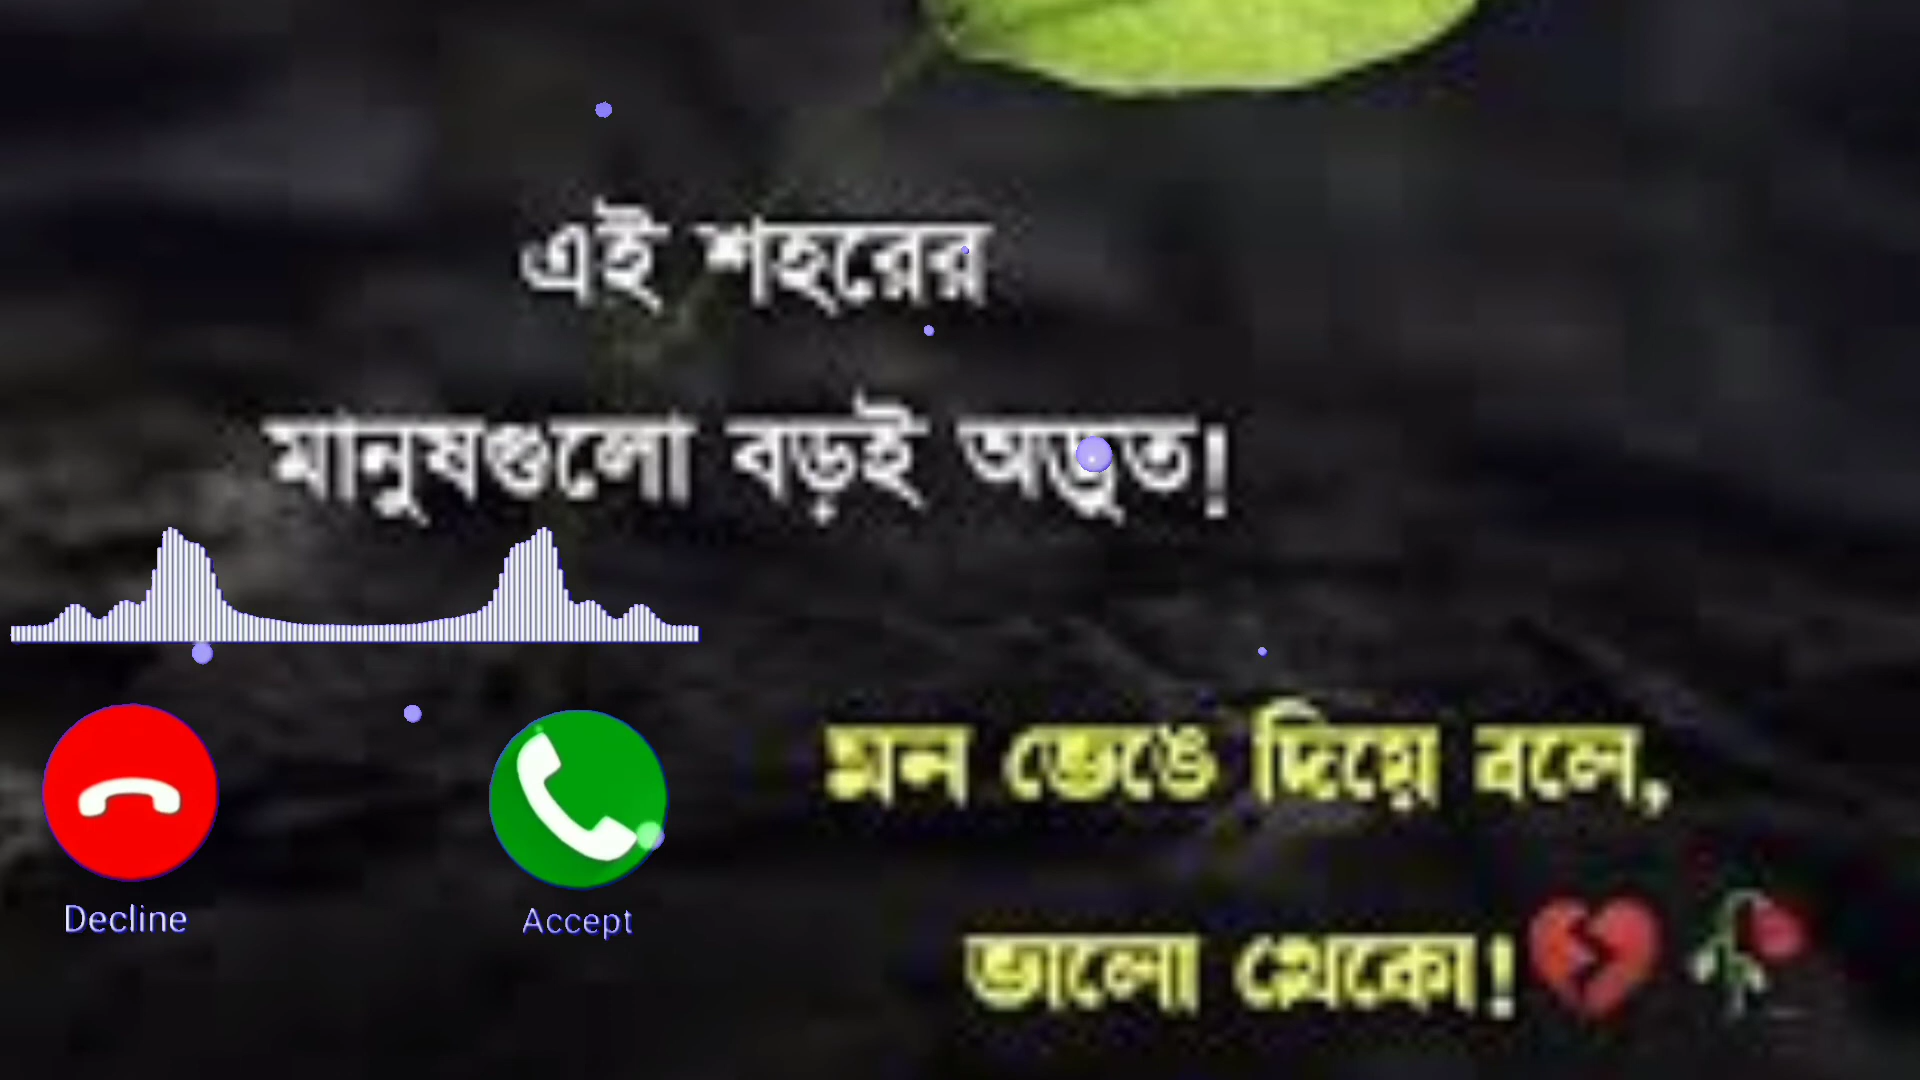 এই শহরের
মানুষগুলো বড়ই অদ্ভুত!
মন ভেঙে দিয়ে বলে,
ভালো থেকো!💔🥀
Decline
Accept